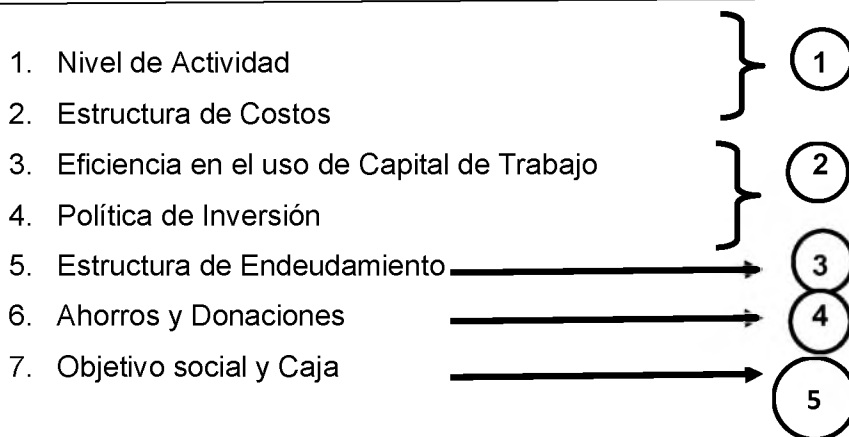 1. Nivel de Actividad
1
2. Estructura de Costos
3. Eficiencia en el uso de Capital de Trabajo
2
4. Política de Inversión
5. Estructura de Endeudamiento
3
6. Ahorros y Donaciones
4
7. Objetivo social y Caja
5